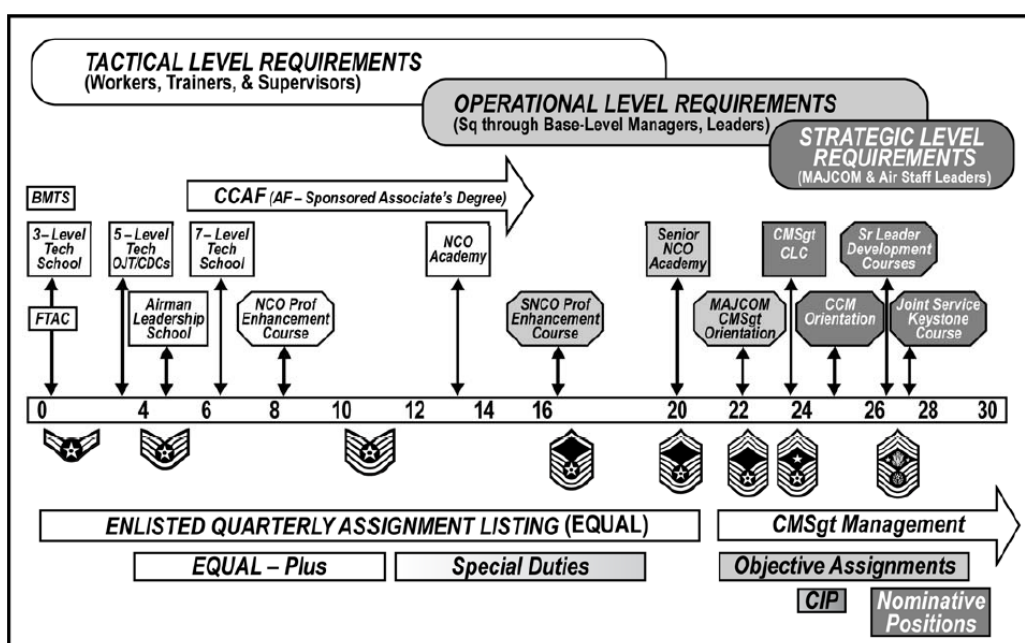 TACTICAL LEVEL REQUIREMENTS
(Workers, Trainers, & Supervisors)
OPERATIONAL LEVEL REQUIREMENTS
(Sq through Base-Level Managers, Leaders)
STRATEGIC LEVEL
REQUIREMENTS
(MAJCOM & Air Staff Leaders)
CCAF (AF – Sponsored Associate's Degree)
BMTS
3– Level
Tech
School
5 – Level
Tech
OJT/CDCs
7– Level
Tech
School
NCO
Academy
Senior
NCO
Academy
CMSgt
CLC
Sr Leader
Development
Courses
FTAC
Airman
Leadership
School
NCO Prof
Enhancement
Course
SNCO Prof
Enhancement
Course
MAJCOM
CMSgt
Orientation
CCM
Orientation
Joint Service
Keystone
Course
0 4 6 8 10 12 14 16 20 22 24 26 28 30
ENLISTED QUARTERLY ASSIGNMENT LISTING (EQUAL)
CMSgt Management
EQUAL – Plus
Special Duties
Objective Assignments
CIP
Nominative
Positions